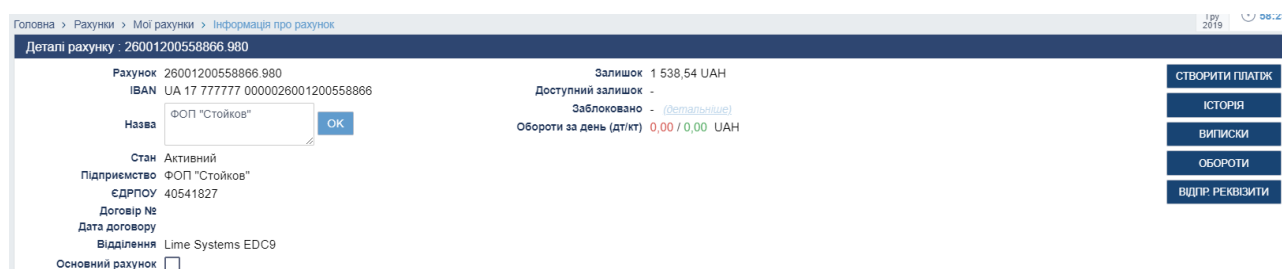 Головна > Рахунки > Мої рахунки > Інформація про рахунок
Гру
2019
58:2
Деталі рахунку : 26001200558866.980
Рахунок 26001200558866.980
IBAN UA 17 777777 0000026001200558866
Назва ФОП "Стойков" OK
Стан Активний
Підприємство ФОП "Стойков"
ЄДРПОУ 40541827
Договір №
Дата договору
Відділення Lime Systems EDC9
Основний рахунок
Залишок 1 538,54 UAH
Доступний залишок -
Заблоковано - (детальніше)
Обороти за день (дт/кт) 0,00 / 0,00 UAH
СТВОРИТИ ПЛАТІЖ
ІСТОРІЯ
ВИПИСКИ
ОБОРОТИ
ВІДПР. РЕКВІЗИТИ